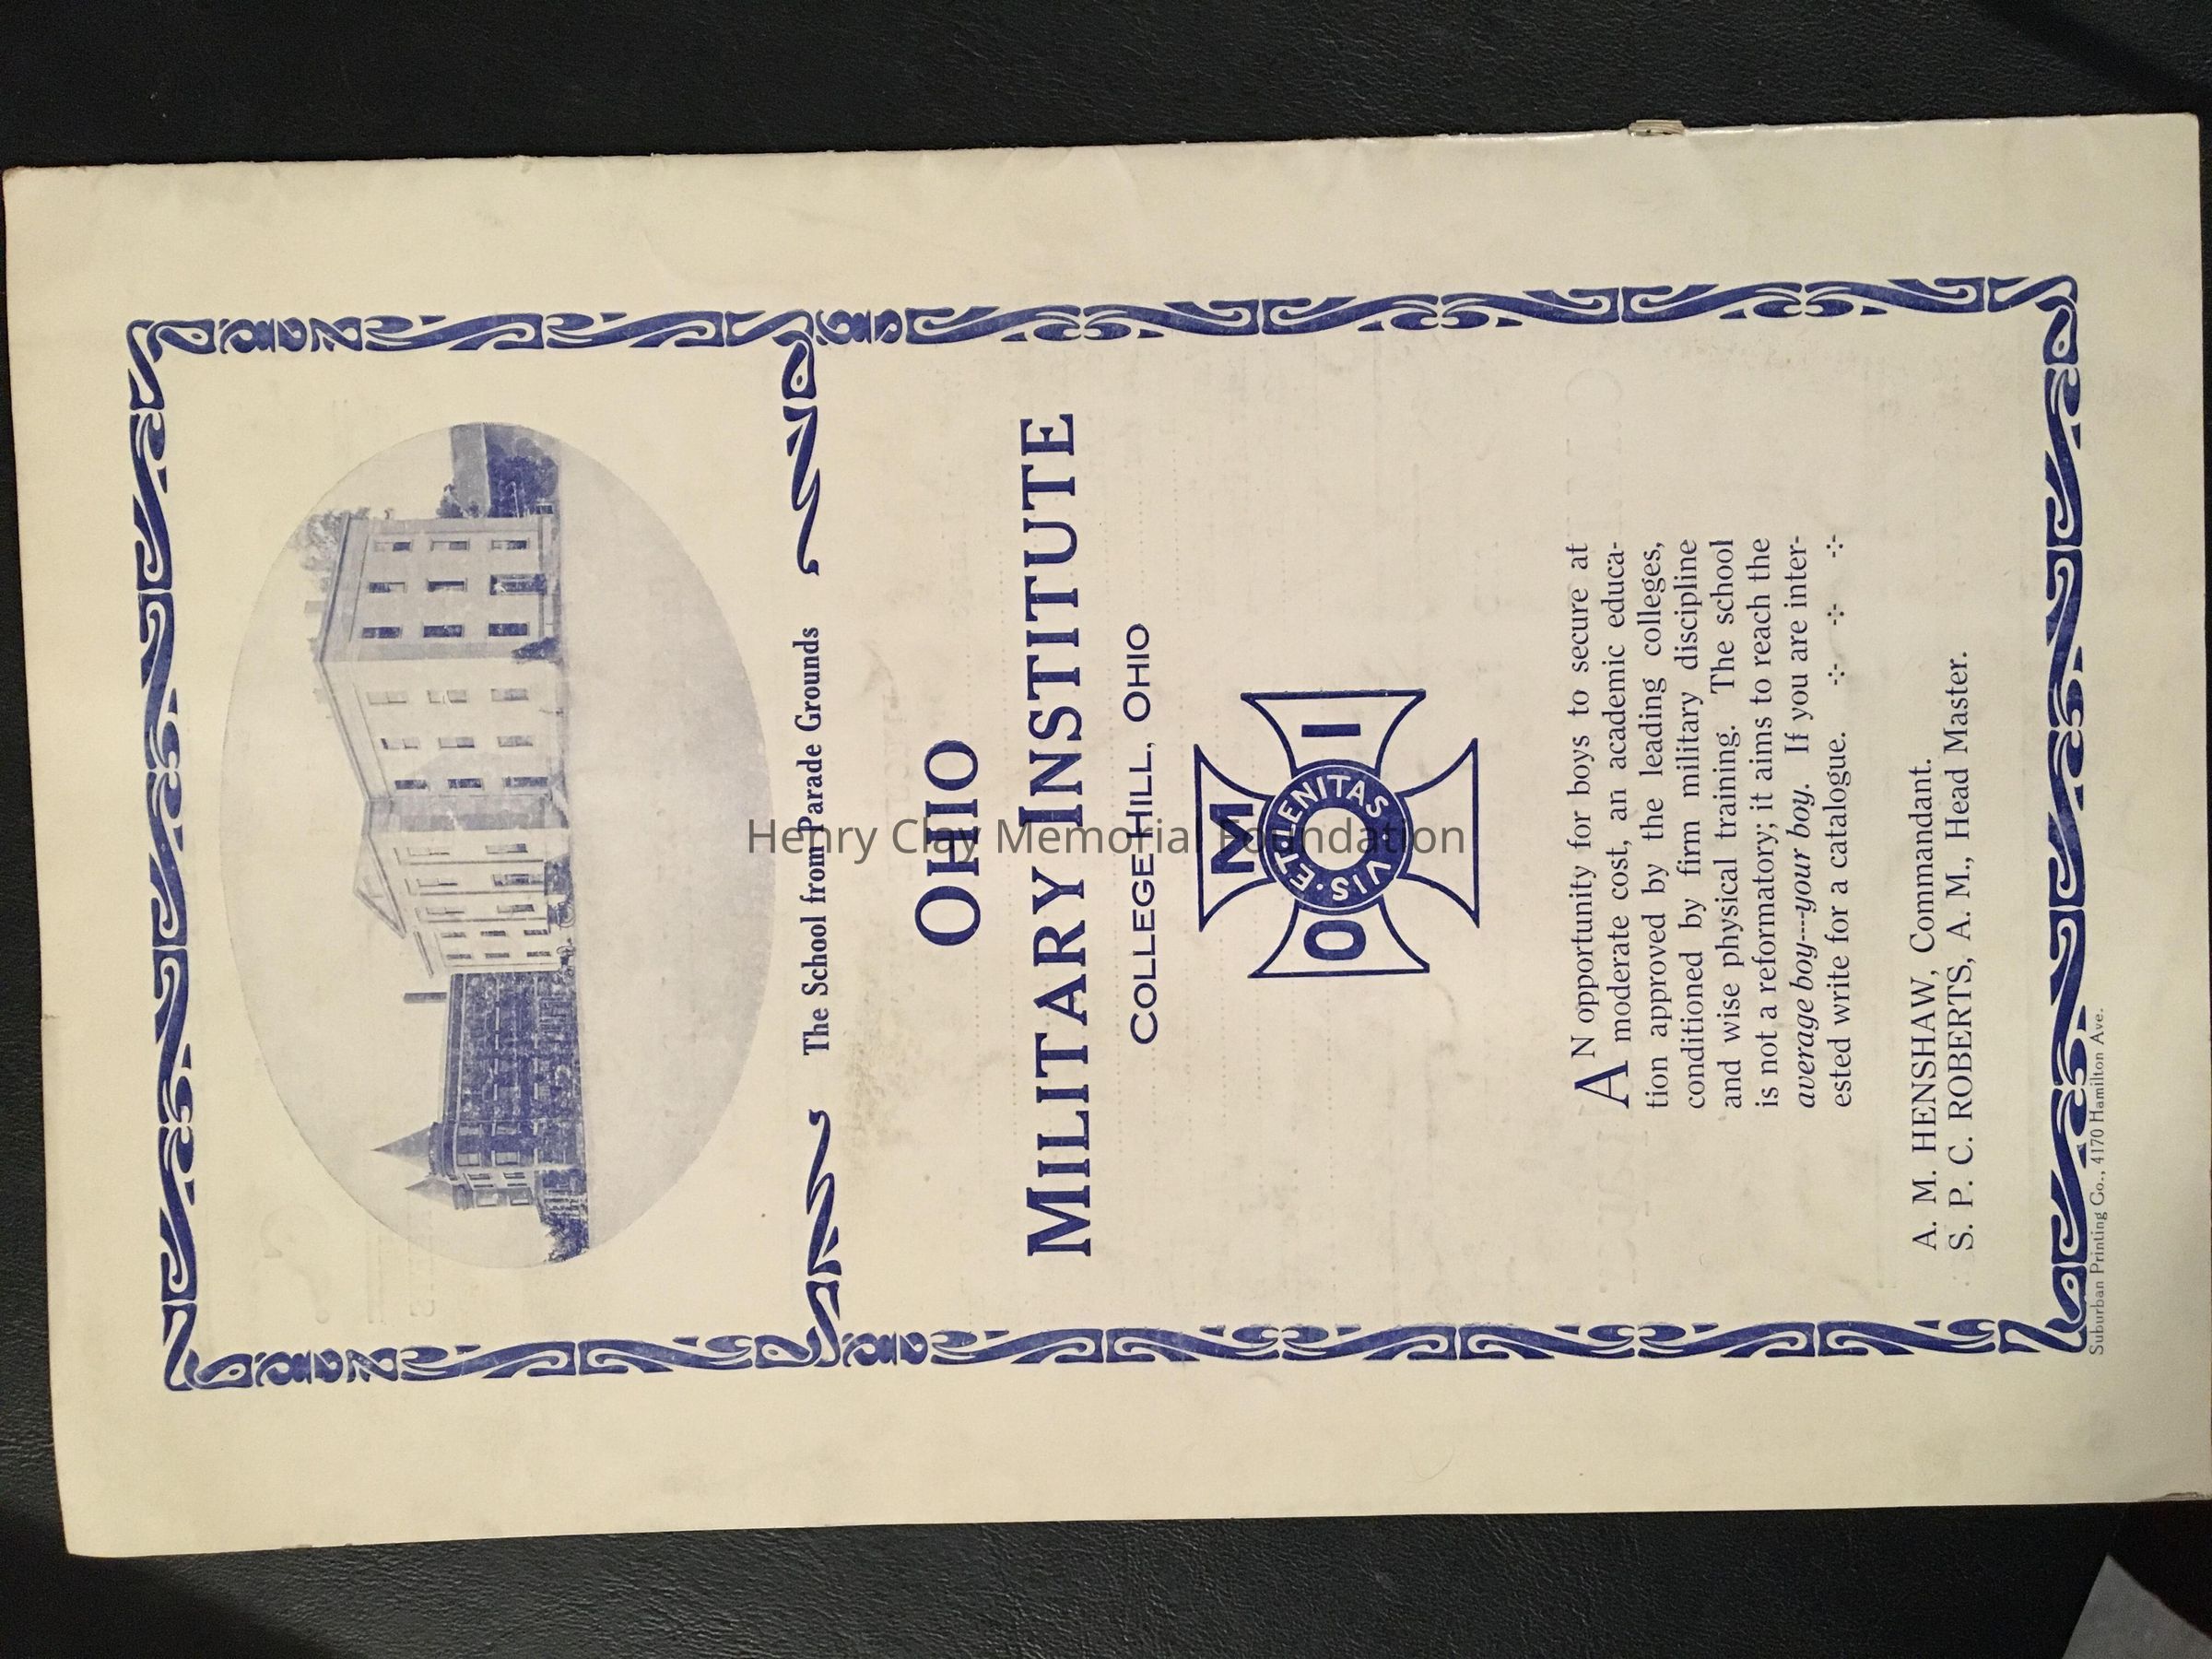 The School from Parade Grounds
OHIO
MILITARY INSTITUTE
COLLEGE HILL, OHIO
O M I
VIS · ET · LENITAS
AN opportunity for boys to secure at
moderate cost, an academic educa-
tion approved by the leading colleges,
conditioned by firm military discipline
and wise physical training. The school
is not a reformatory; it aims to reach the
average boy---your boy. If you are inter-
ested write for a catalogue.
A. M. HENSHAW, Commandant.
S. P. C. ROBERTS, A. M., Head Master.
Suburban Printing Co., 4170 Hamilton Ave.
Henry Clay Memorial Foundation